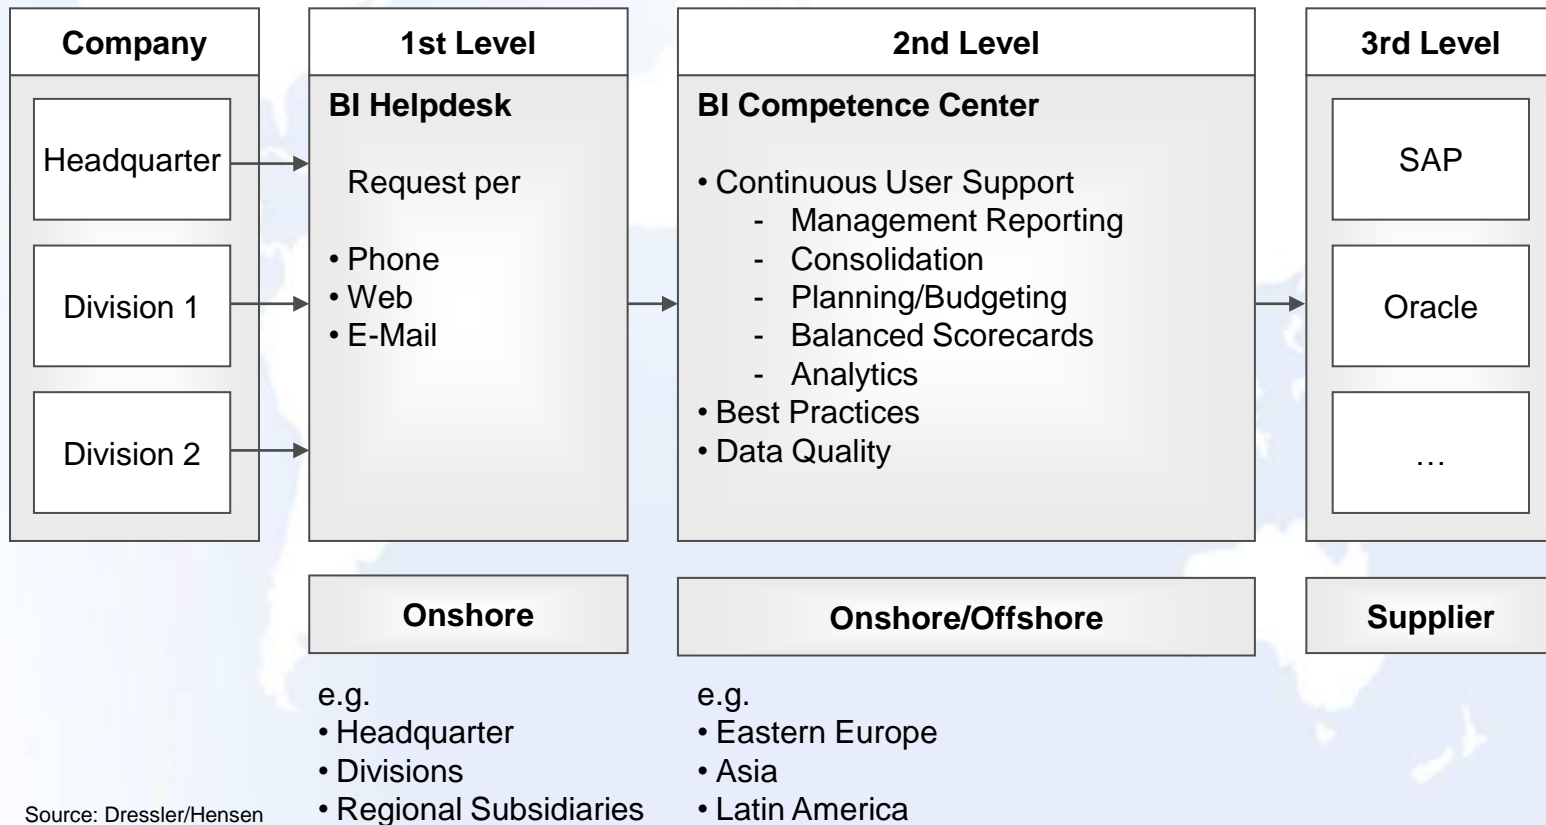 Company
Headquarter
Division 1
Division 2
1st Level
BI Helpdesk
Request per
• Phone
• Web
• E-Mail
2nd Level
BI Competence Center
• Continuous User Support
- Management Reporting
- Consolidation
- Planning/Budgeting
- Balanced Scorecards
- Analytics
• Best Practices
• Data Quality
3rd Level
SAP
Oracle
…
Onshore
e.g.
• Headquarter
• Divisions
• Regional Subsidiaries
Onshore/Offshore
e.g.
• Eastern Europe
• Asia
• Latin America
Supplier
Source: Dressler/Hensen